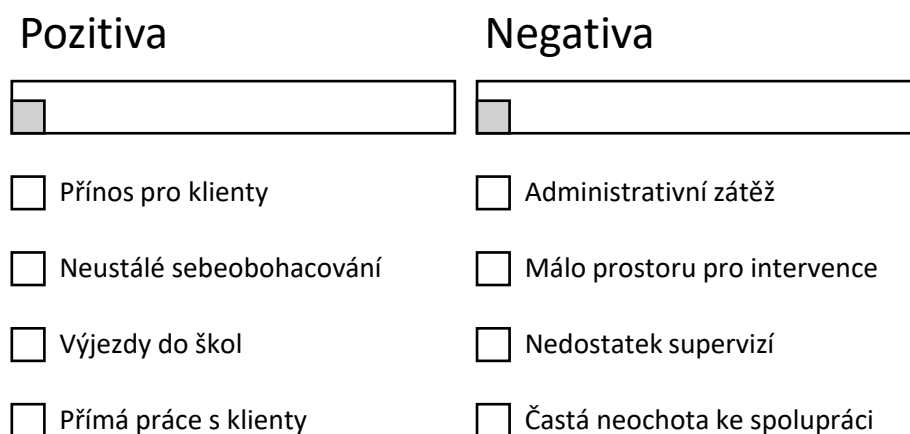 Pozitiva
Přínos pro klienty
Neustálé sebeobohacování
Výjezdy do škol
Přímá práce s klienty
Negativa
Administrativní zátěž
Málo prostoru pro intervence
Nedostatek supervizí
Častá neochota ke spolupráci